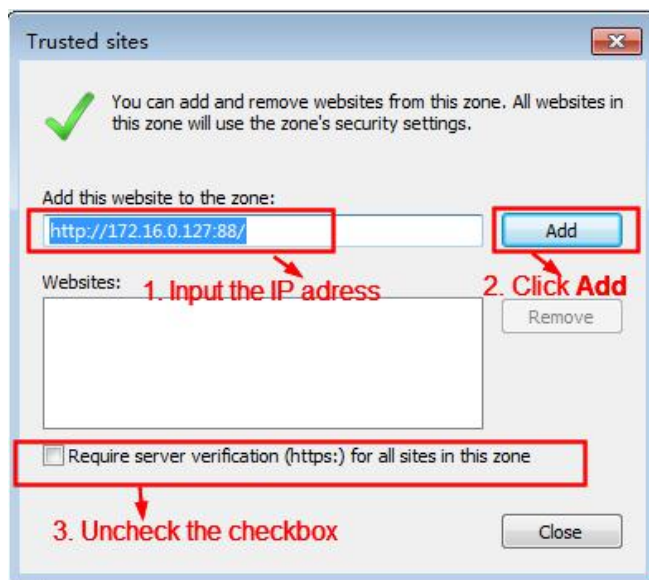 Trusted sites
You can add and remove websites from this zone. All websites in
this zone will use the zone's security settings.
Add this website to the zone:
http://172.16.0.127:88/
Add
Websites:
1. Input the IP adress
2. Click Add
Remove
Require server verification (https:) for all sites in this zone
3. Uncheck the checkbox
Close